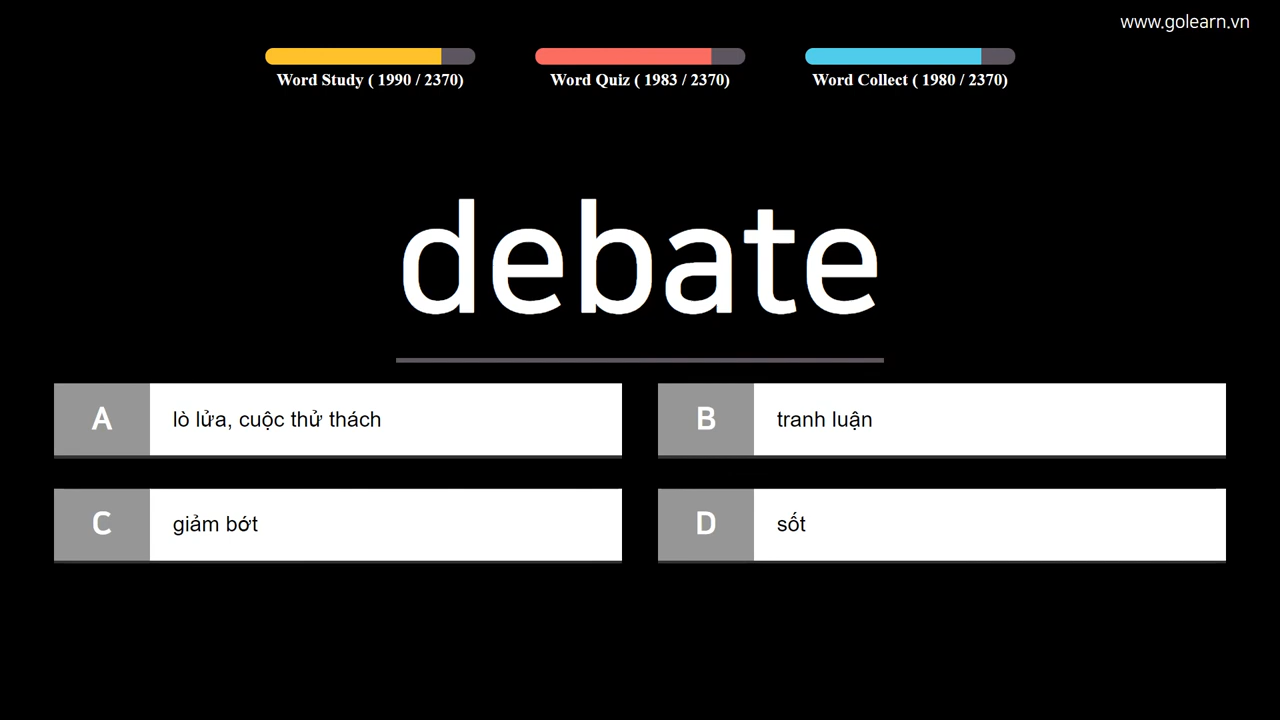 www.golearn.vn
Word Study ( 1990 / 2370)
Word Quiz ( 1983 / 2370)
Word Collect ( 1980 / 2370)
debate
A lò lửa, cuộc thử thách
B tranh luận
C giảm bớt
D sốt